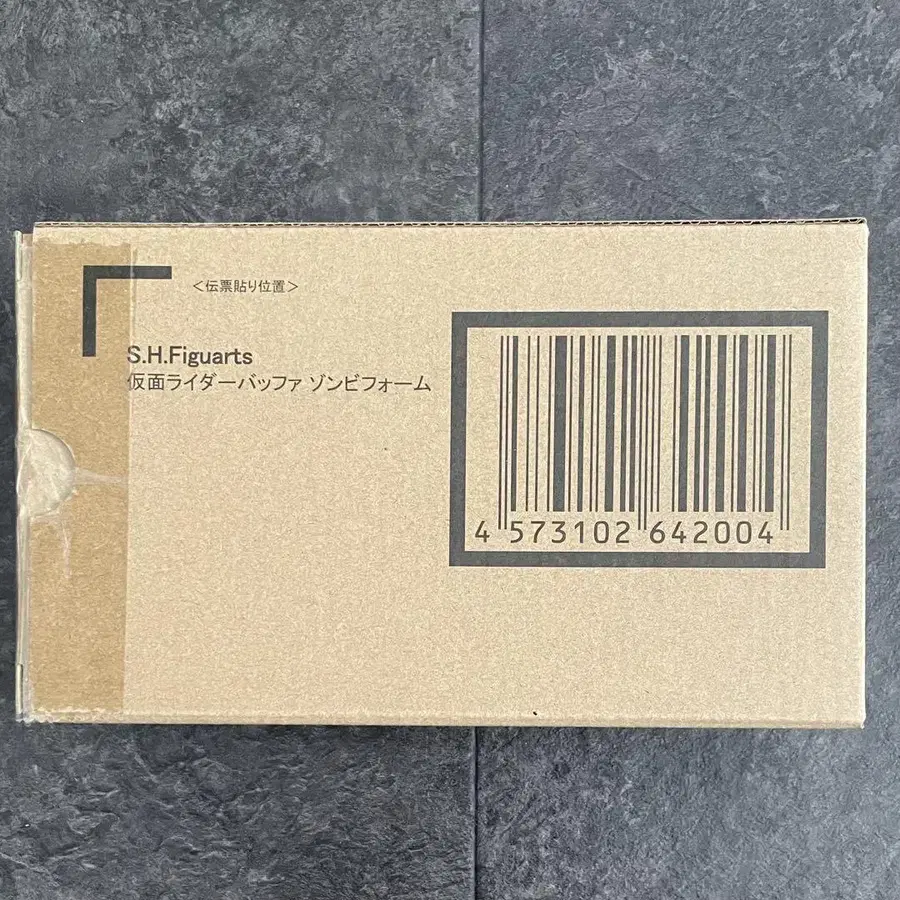 ＜伝票貼り位置＞
S.H.Figuarts
仮面ライダーバッファ ゾンビフォーム
4 573102 642004